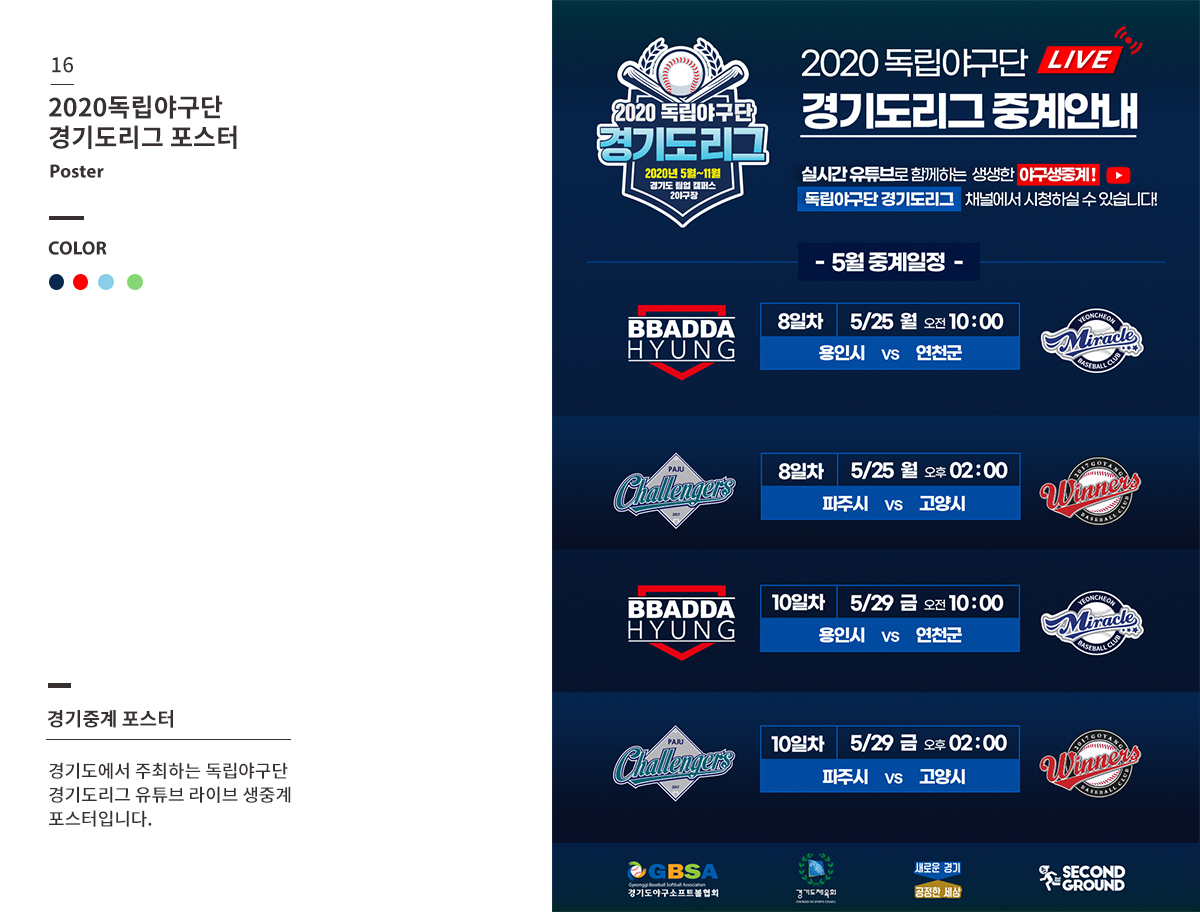 16
2020독립야구단
경기도리그 포스터
Poster
COLOR
경기중계 포스터
경기도에서 주최하는 독립야구단
경기도리그 유튜브 라이브 생중계
포스터입니다.
2020 독립야구단
경기도리그
2020년 5월~11월
경기도 팀업 캠퍼스
2야구장
2020 독립야구단 LIVE
경기도리그 중계안내
실시간 유튜브로 함께하는 생생한 야구생중계!
독립야구단 경기도리그 채널에서 시청하실 수 있습니다!
- 5월 중계일정 -
BBADDA
HYUNG
8일차 5/25 월 오전 10:00
용인시 vs 연천군
YEONCHEON
Miracle
BASEBALL CLUB
PAJU
Challengers
2017
8일차 5/25 월 오후 02:00
파주시 vs 고양시
2017 GOYANG
Winners
BASEBALL CLUB
BBADDA
HYUNG
10일차 5/29 금 오전 10:00
용인시 vs 연천군
YEONCHEON
Miracle
BASEBALL CLUB
PAJU
Challengers
2017
10일차 5/29 금 오후 02:00
파주시 vs 고양시
2017 GOYANG
Winners
BASEBALL CLUB
GBSA
Gyeonggi Baseball Softball Association
경기도야구소프트볼협회
경기도체육회
새로운 경기
공정한 세상
SECOND
GROUND